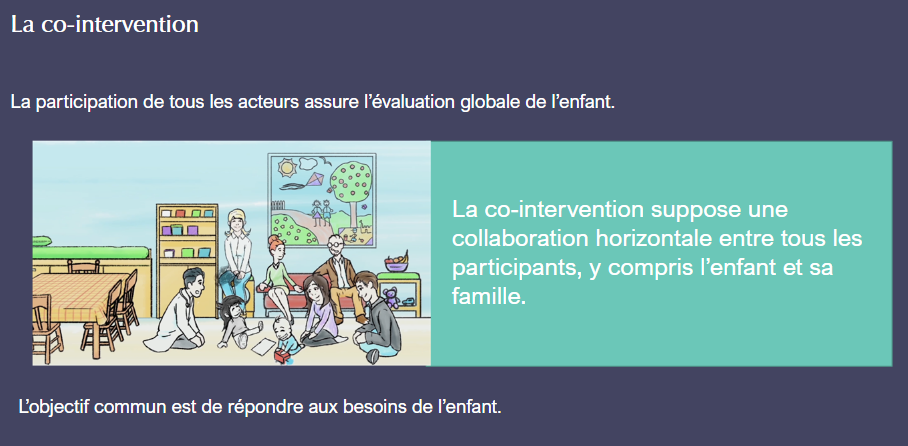 La co-intervention
La participation de tous les acteurs assure l’évaluation globale de l’enfant.
La co-intervention suppose une
collaboration horizontale entre tous les
participants, y compris l’enfant et sa
famille.
L’objectif commun est de répondre aux besoins de l’enfant.